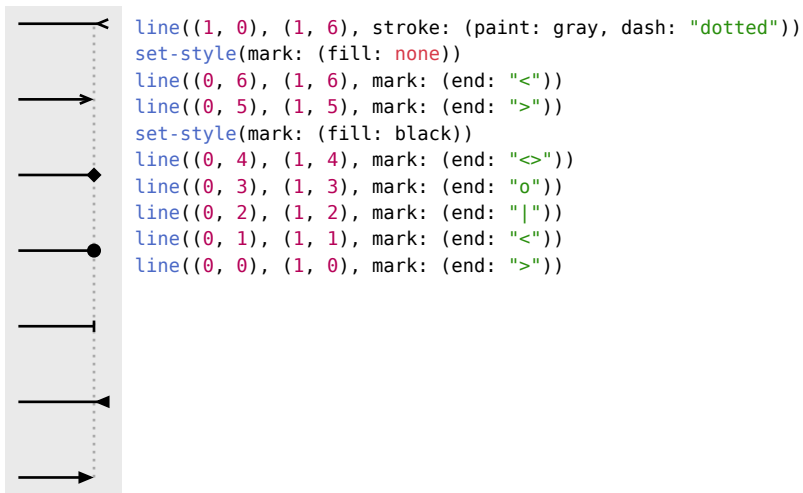 line((1, 0), (1, 6), stroke: (paint: gray, dash: "dotted"))
set-style(mark: (fill: none))
line((0, 6), (1, 6), mark: (end: "<"))
line((0, 5), (1, 5), mark: (end: ">"))
set-style(mark: (fill: black))
line((0, 4), (1, 4), mark: (end: "<>"))
line((0, 3), (1, 3), mark: (end: "o"))
line((0, 2), (1, 2), mark: (end: "|"))
line((0, 1), (1, 1), mark: (end: "<"))
line((0, 0), (1, 0), mark: (end: ">"))